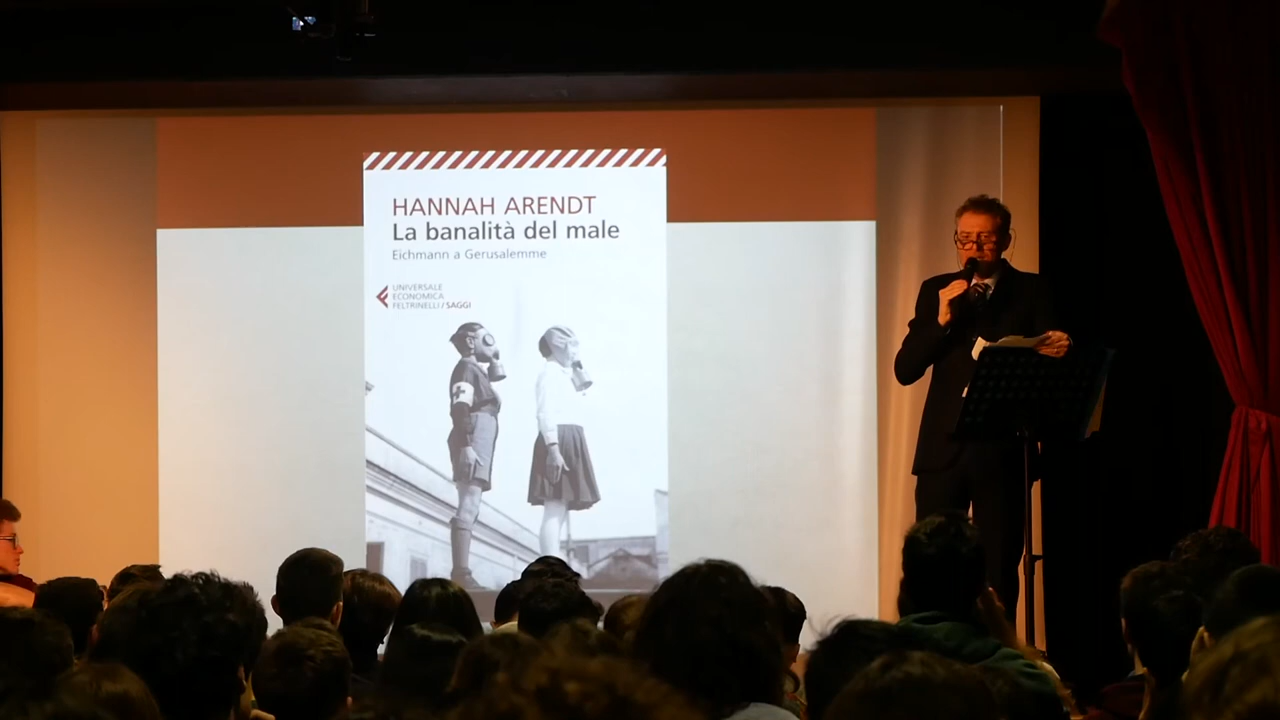 HANNAH ARENDT
La banalità del male
Eichmann a Gerusalemme
UNIVERSALE
ECONOMICA
FELTRINELLI/SAGGI